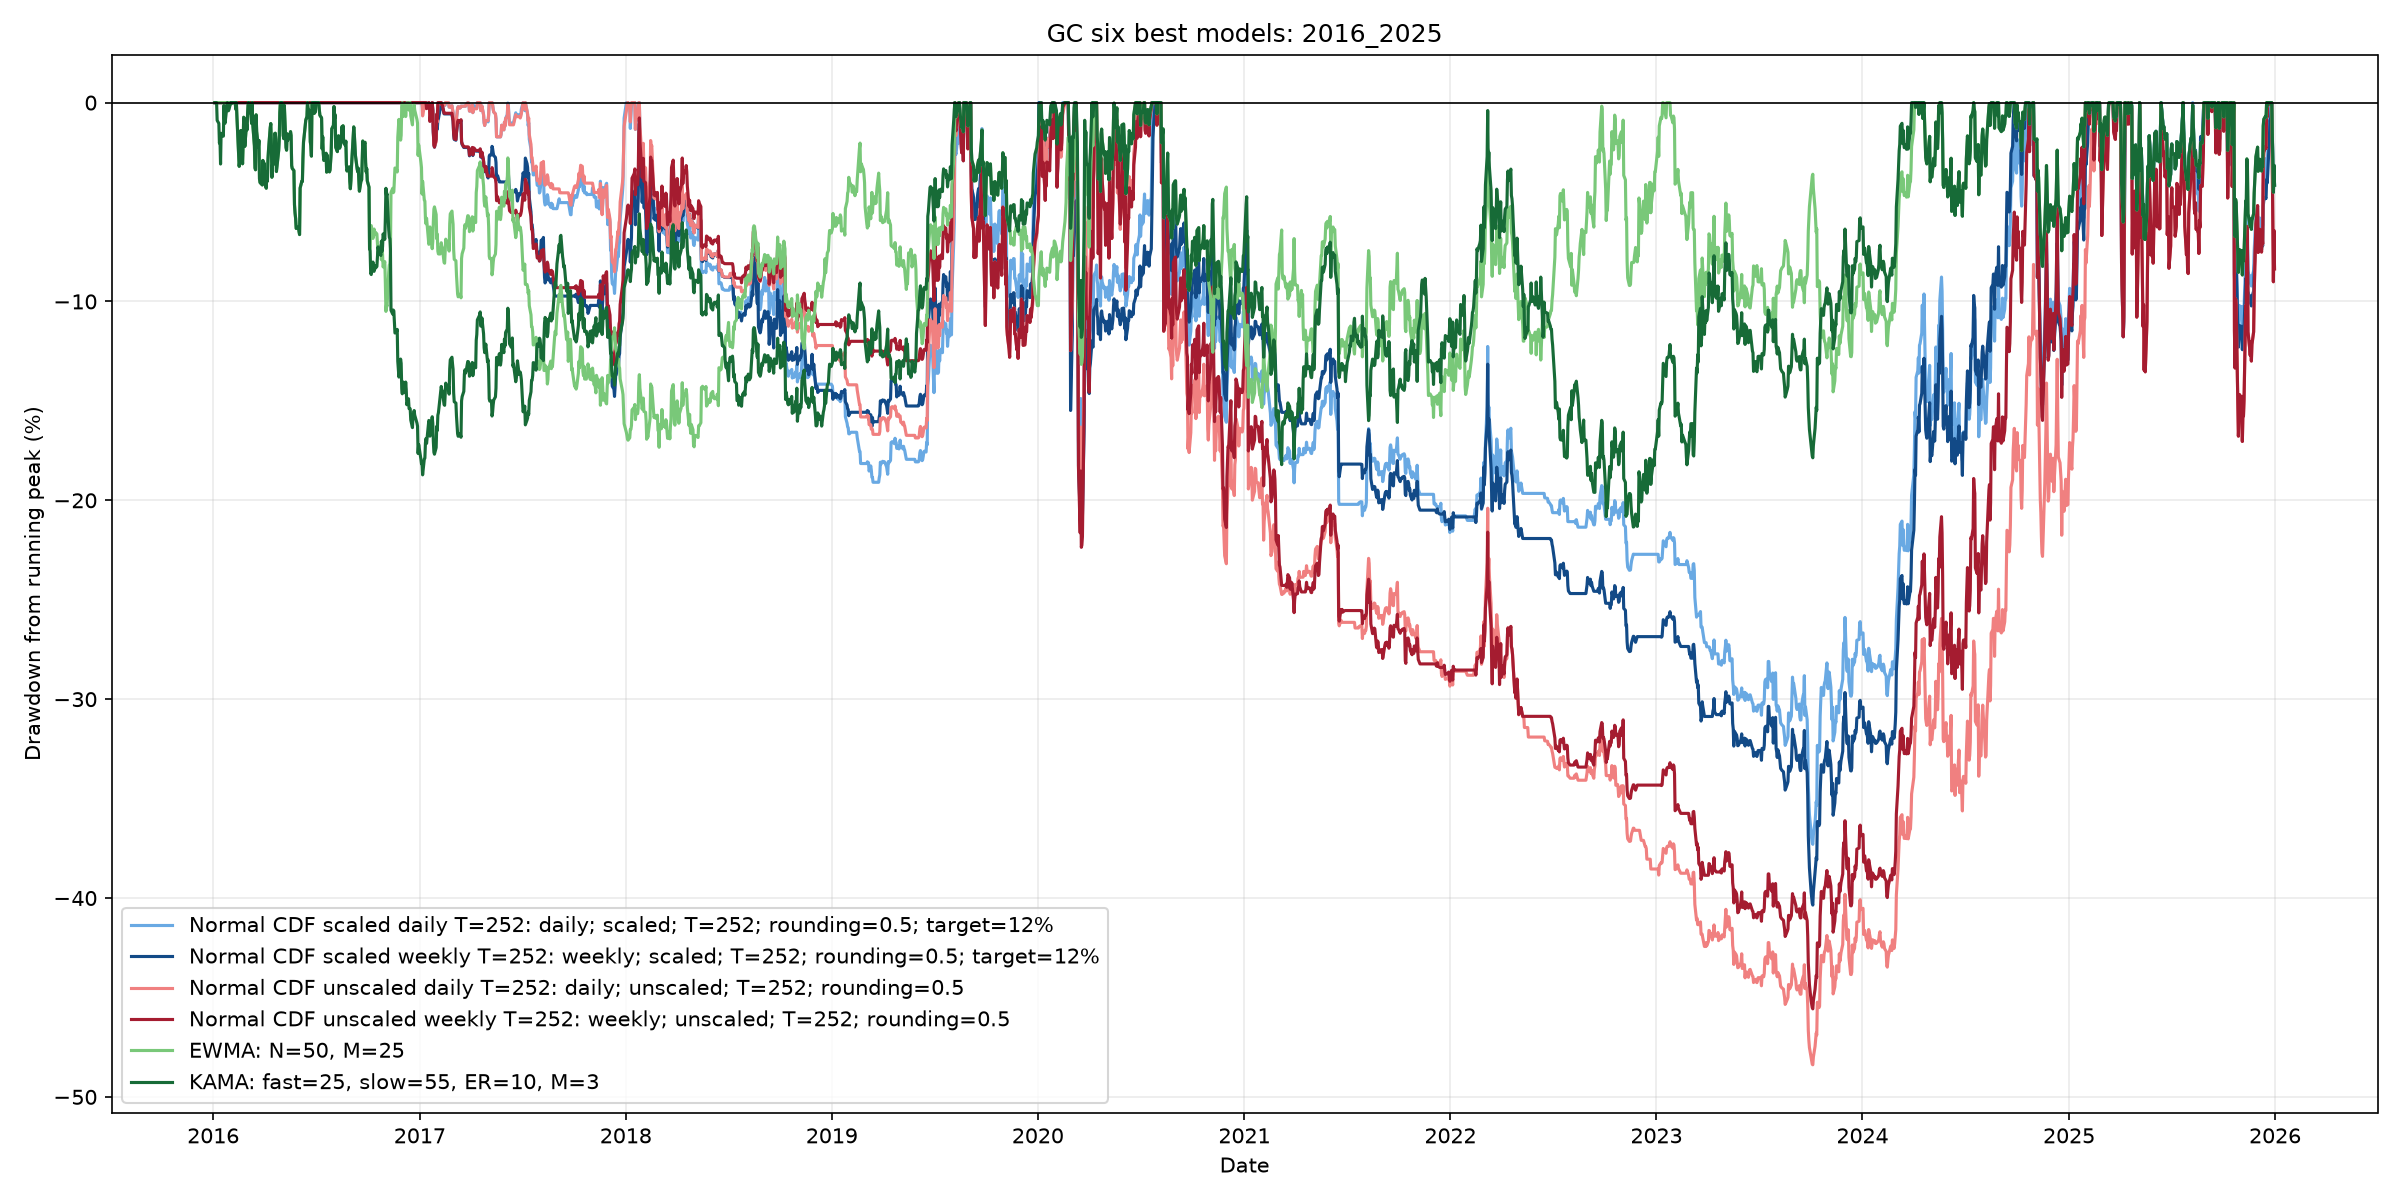 GC six best models: 2016_2025
Drawdown from running peak (%)
0
−10
−20
−30
−40
−50
Normal CDF scaled daily T=252: daily; scaled; T=252; rounding=0.5; target=12%
Normal CDF scaled weekly T=252: weekly; scaled; T=252; rounding=0.5; target=12%
Normal CDF unscaled daily T=252: daily; unscaled; T=252; rounding=0.5
Normal CDF unscaled weekly T=252: weekly; unscaled; T=252; rounding=0.5
EWMA: N=50, M=25
KAMA: fast=25, slow=55, ER=10, M=3
2016 2017 2018 2019 2020 2021 2022 2023 2024 2025 2026
Date